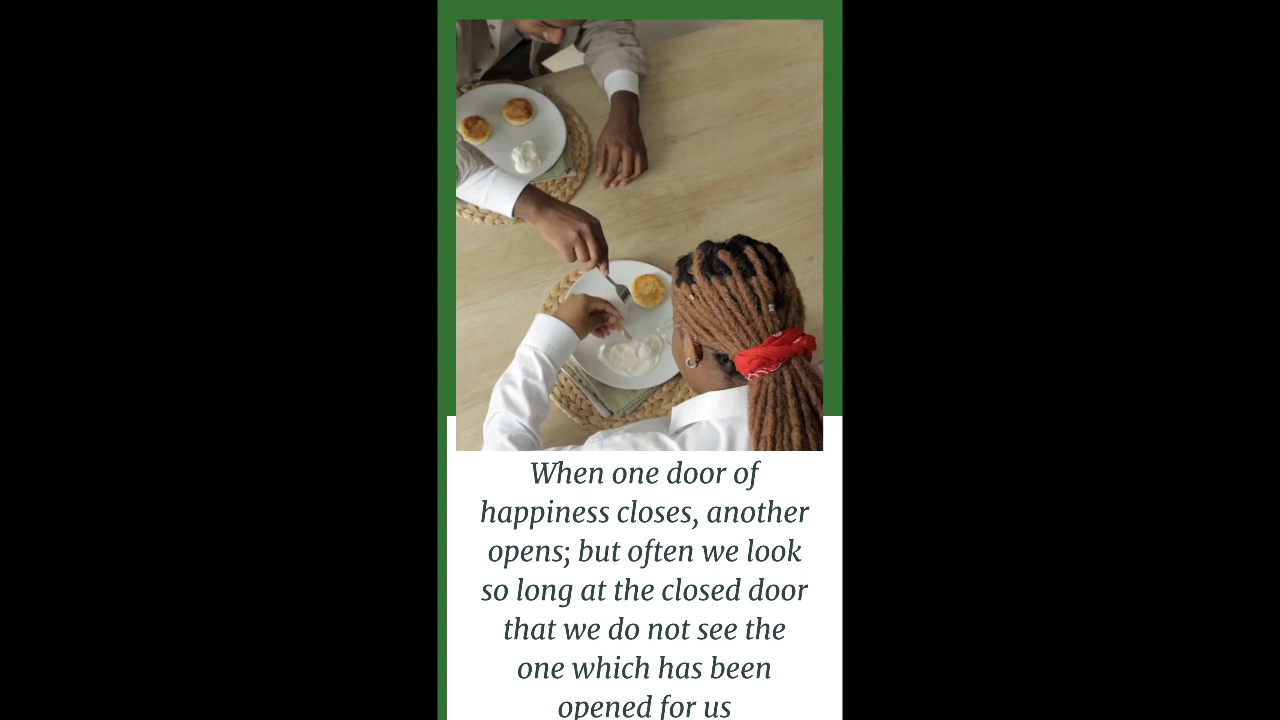 When one door of
happiness closes, another
opens; but often we look
so long at the closed door
that we do not see the
one which has been
opened for us